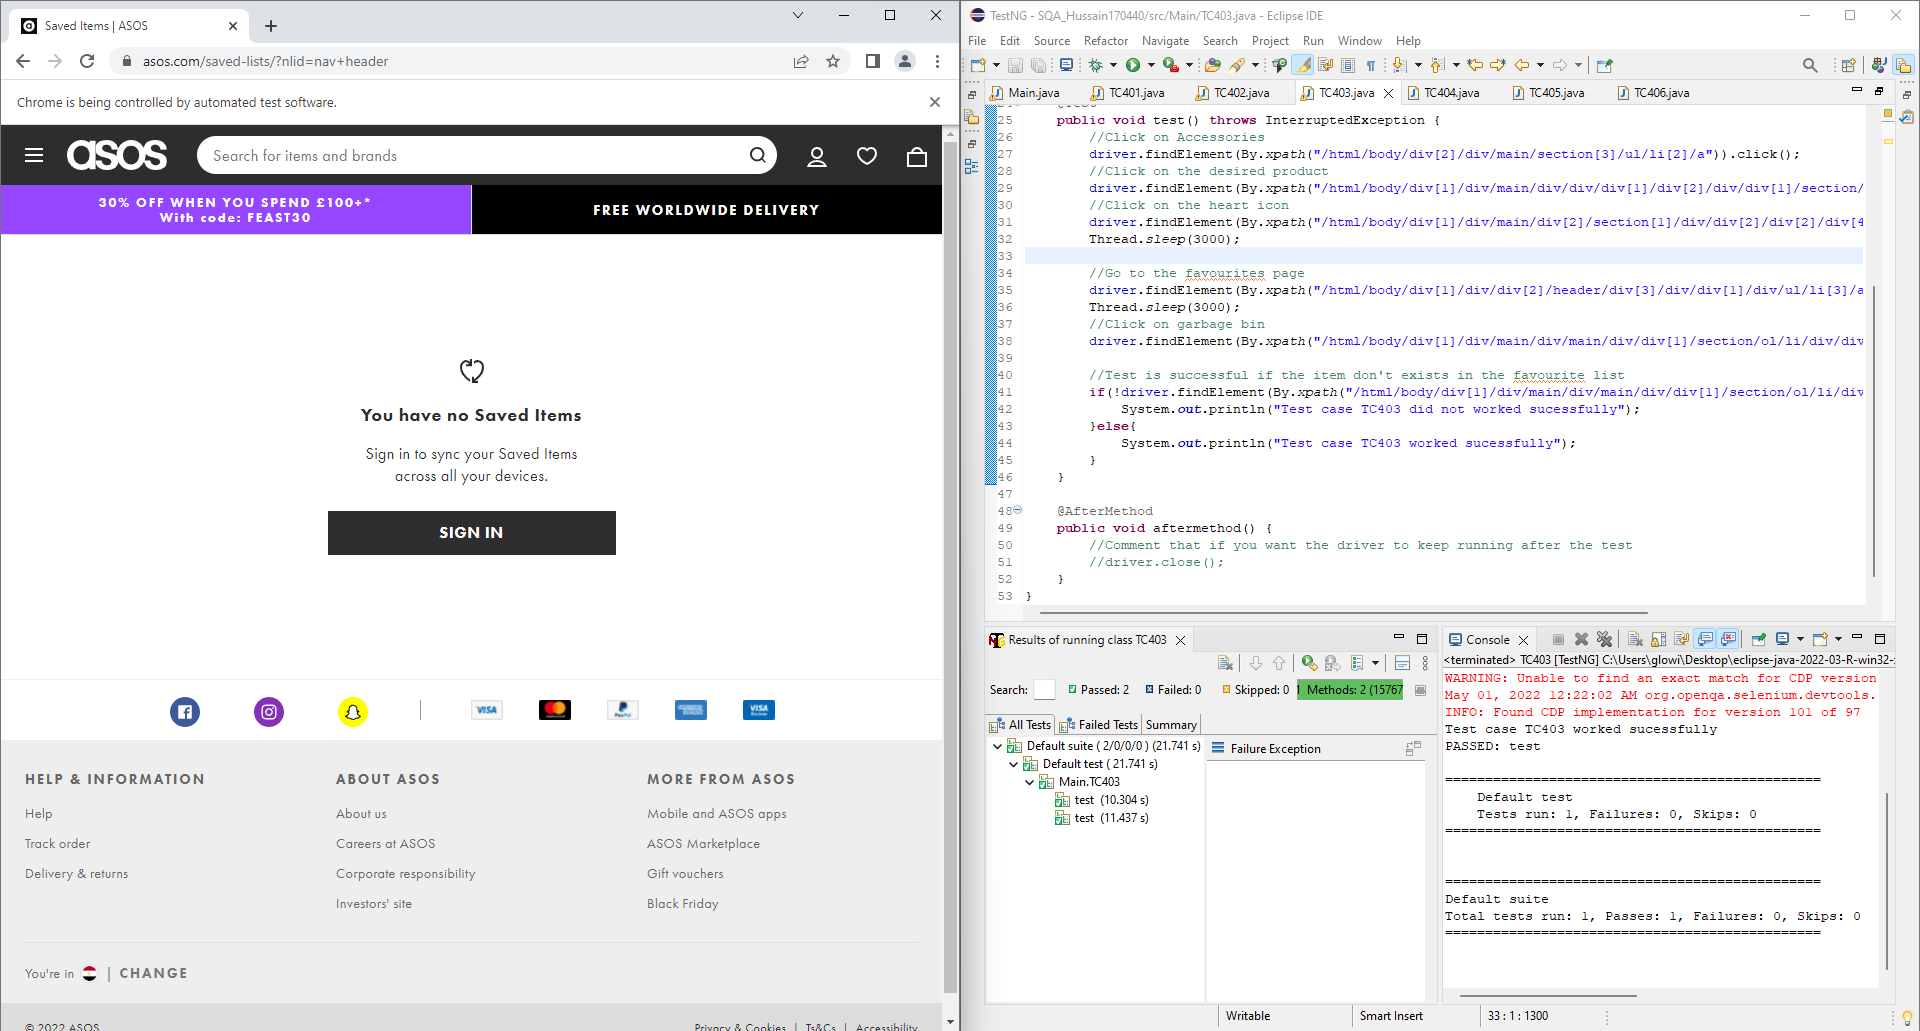 Saved Items | ASOS
asos.com/saved-lists/?nlid=nav+header
Chrome is being controlled by automated test software.
asos
Search for items and brands
30% OFF WHEN YOU SPEND £100+*
With code: FEAST30
FREE WORLDWIDE DELIVERY
You have no Saved Items
Sign in to sync your Saved Items
across all your devices.
SIGN IN
VISA
PayPal
VISA
HELP & INFORMATION
Help
Track order
Delivery & returns
ABOUT ASOS
About us
Careers at ASOS
Corporate responsibility
Investors' site
MORE FROM ASOS
Mobile and ASOS apps
ASOS Marketplace
Gift vouchers
Black Friday
You're in | CHANGE
© 2022 ASOS
Privacy & Cookies | Ts&Cs | Accessibility
TestNG - SQA_Hussain170440/src/Main/TC403.java - Eclipse IDE
File Edit Source Refactor Navigate Search Project Run Window Help
Main.java TC401.java TC402.java TC403.java TC404.java TC405.java TC406.java
25 public void test() throws InterruptedException {
26 //Click on Accessories
27 driver.findElement(By.xpath("/html/body/div[2]/div/main/section[3]/ul/li[2]/a")).click();
28 //Click on the desired product
29 driver.findElement(By.xpath("/html/body/div[1]/div/main/div/div/div[1]/div[2]/div/div[1]/section/
30 //Click on the heart icon
31 driver.findElement(By.xpath("/html/body/div[1]/div/main/div[2]/section[1]/div/div[2]/div[2]/div[4
32 Thread.sleep(3000);
33
34 //Go to the favourites page
35 driver.findElement(By.xpath("/html/body/div[1]/div/div[2]/header/div[3]/div/div[1]/div/ul/li[3]/a
36 Thread.sleep(3000);
37 //Click on garbage bin
38 driver.findElement(By.xpath("/html/body/div[1]/div/main/div/main/div/div[1]/section/ol/li/div/div
39
40 //Test is successful if the item don't exists in the favourite list
41 if(!driver.findElement(By.xpath("/html/body/div[1]/div/main/div/main/div/div[1]/section/ol/li/div
42 System.out.println("Test case TC403 did not worked sucessfully");
43 }else{
44 System.out.println("Test case TC403 worked sucessfully");
45 }
46 }
47
48 @AfterMethod
49 public void aftermethod() {
50 //Comment that if you want the driver to keep running after the test
51 //driver.close();
52 }
53 }
Results of running class TC403
Search: Passed: 2 Failed: 0 Skipped: 0 Methods: 2 (15767
All Tests Failed Tests Summary
Default suite ( 2/0/0/0 ) (21.741 s)
Default test ( 21.741 s)
Main.TC403
test (10.304 s)
test (11.437 s)
Failure Exception
Console
<terminated> TC403 [TestNG] C:\Users\glowi\Desktop\eclipse-java-2022-03-R-win32-
WARNING: Unable to find an exact match for CDP version
May 01, 2022 12:22:02 AM org.openqa.selenium.devtools.
INFO: Found CDP implementation for version 101 of 97
Test case TC403 worked sucessfully
PASSED: test
===============================================
Default test
Tests run: 1, Failures: 0, Skips: 0
===============================================
===============================================
Default suite
Total tests run: 1, Passes: 1, Failures: 0, Skips: 0
===============================================
Writable Smart Insert 33 : 1 : 1300